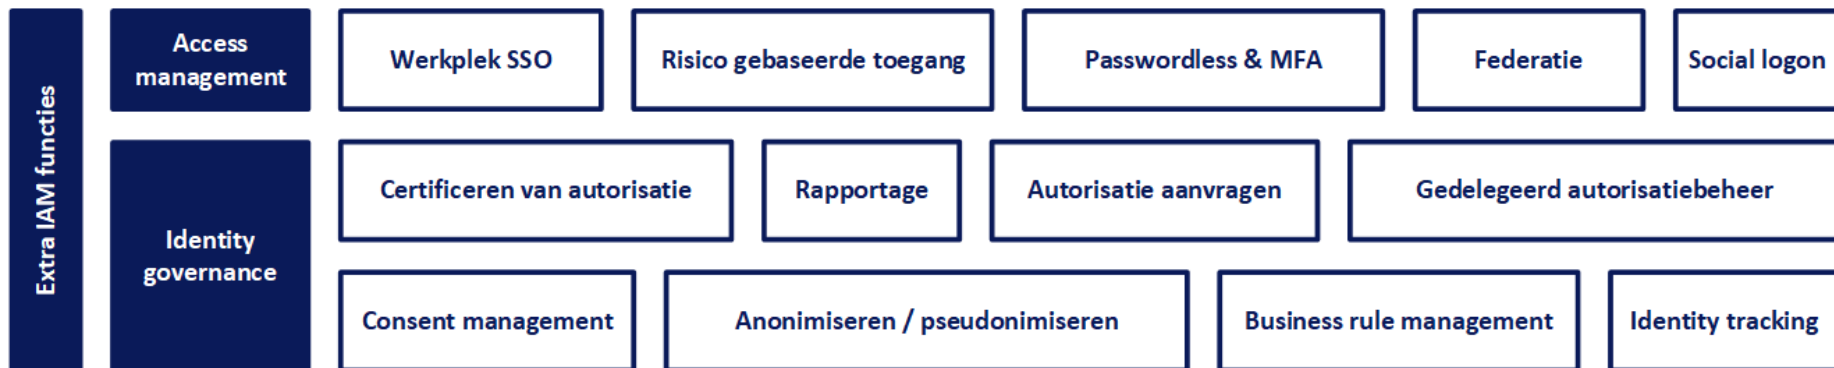 Extra IAM functies
Access
management
Werkplek SSO
Risico gebaseerde toegang
Passwordless & MFA
Federatie
Social logon
Identity
governance
Certificeren van autorisatie
Rapportage
Autorisatie aanvragen
Gedelegeerd autorisatiebeheer
Consent management
Anonimiseren / pseudonimiseren
Business rule management
Identity tracking